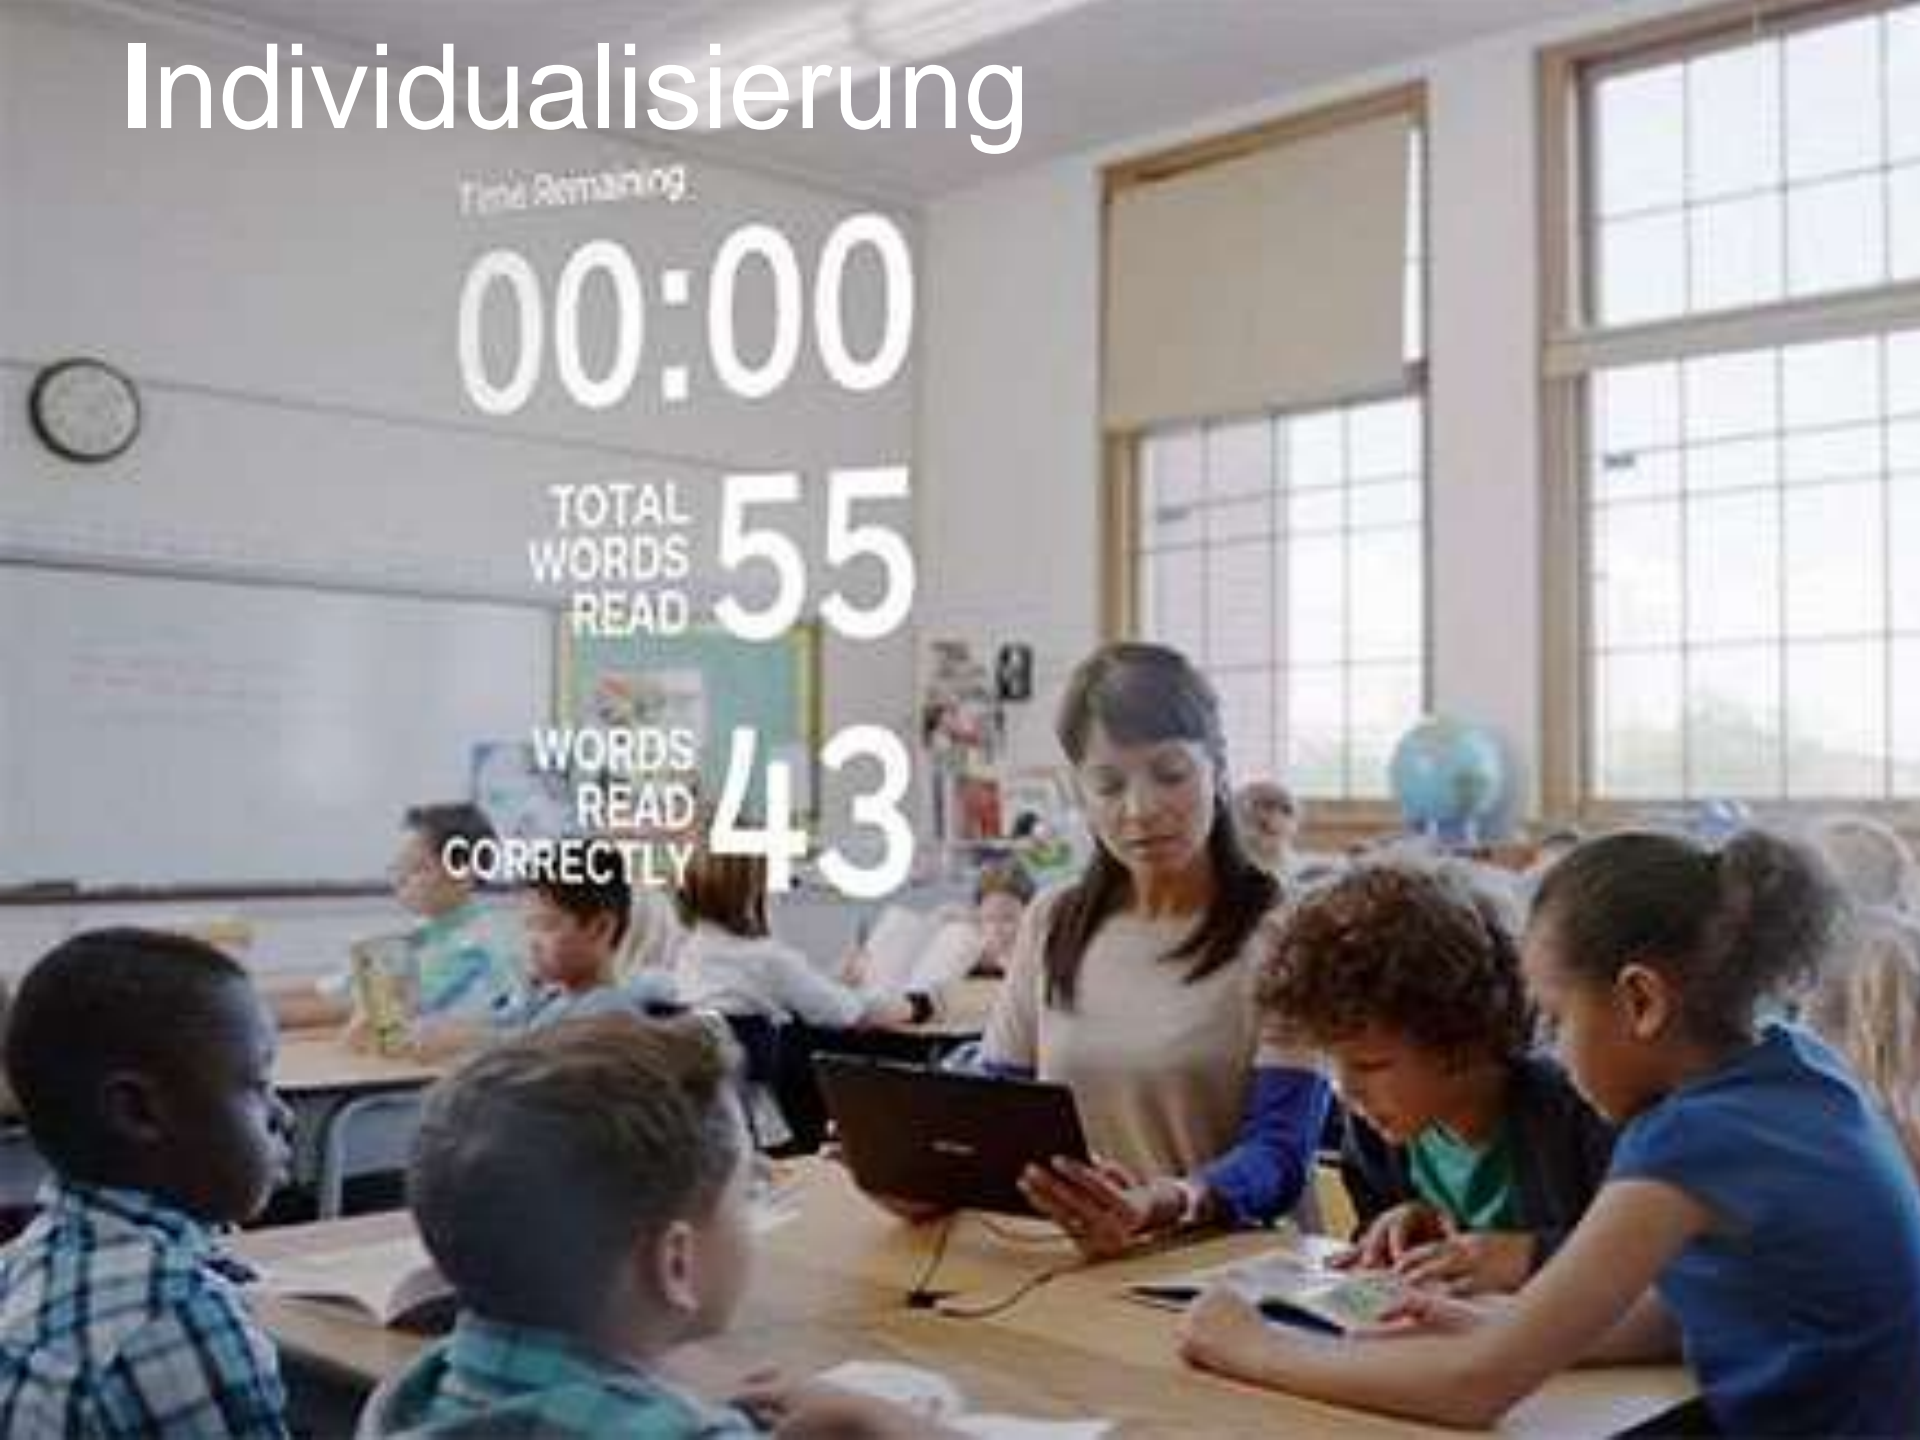 Individualisierung
Time Remaining
00:00
TOTAL
WORDS
READ
55
WORDS
READ
CORRECTLY
43